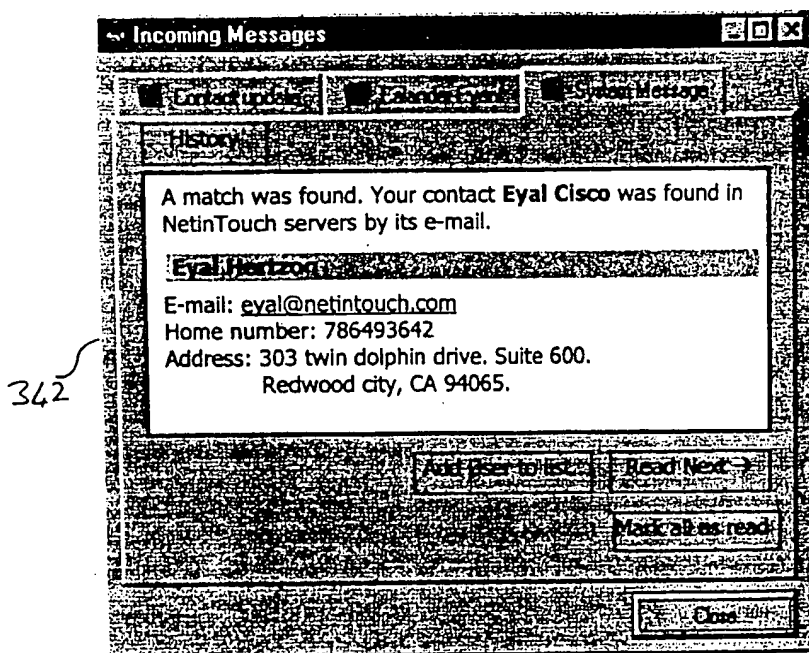 Incoming Messages
Contact update Calander Event System Message
History
A match was found. Your contact Eyal Cisco was found in
NetinTouch servers by its e-mail.
Eyal Hertzog
E-mail: eyal@netintouch.com
Home number: 786493642
Address: 303 twin dolphin drive. Suite 600.
Redwood city, CA 94065.
342
Add user to list Read Next →
Mark all as read
Close